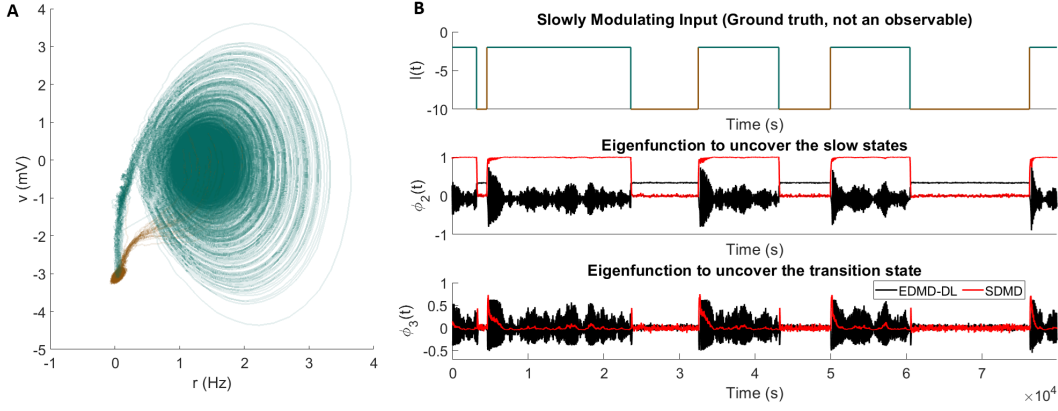 A
4
3
2
1
0
-1
-2
-3
-4
-5
v (mV)
-1
0
1
2
3
4
r (Hz)
B
Slowly Modulating Input (Ground truth, not an observable)
0
-5
-10
I(t)
Time (s)
Eigenfunction to uncover the slow states
1
0
-1
ϕ2(t)
Time (s)
Eigenfunction to uncover the transition state
EDMD-DL
SDMD
1
0.5
0
-0.5
ϕ3(t)
0
2
4
6
7
Time (s)
×10^4